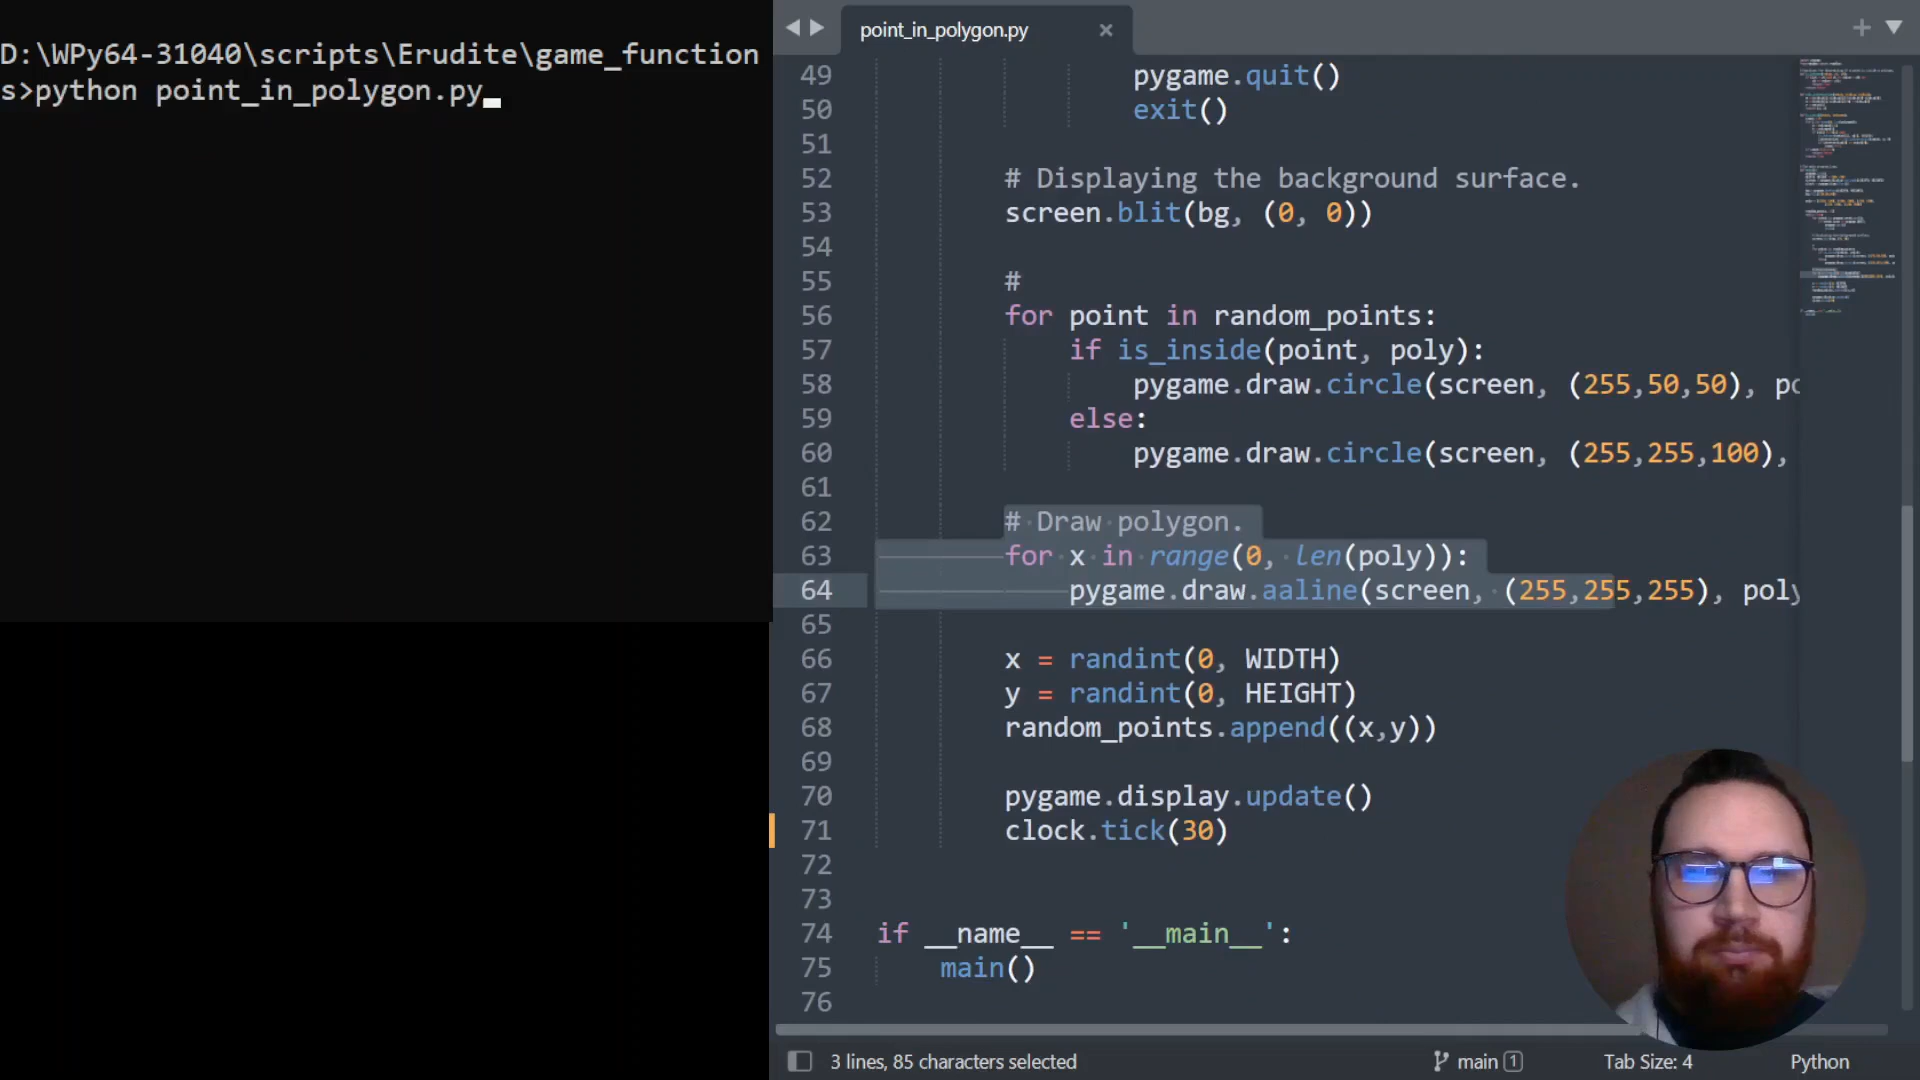 D:\WPy64-31040\scripts\Erudite\game_function
s>python point_in_polygon.py
point_in_polygon.py
49 pygame.quit()
50 exit()
51
52 # Displaying the background surface.
53 screen.blit(bg, (0, 0))
54
55 #
56 for point in random_points:
57 if is_inside(point, poly):
58 pygame.draw.circle(screen, (255,50,50), po
59 else:
60 pygame.draw.circle(screen, (255,255,100),
61
62 # Draw polygon.
63 for x in range(0, len(poly)):
64 pygame.draw.aaline(screen, (255,255,255), poly
65
66 x = randint(0, WIDTH)
67 y = randint(0, HEIGHT)
68 random_points.append((x,y))
69
70 pygame.display.update()
71 clock.tick(30)
72
73
74 if __name__ == '__main__':
75 main()
76
3 lines, 85 characters selected
main 1
Tab Size: 4
Python